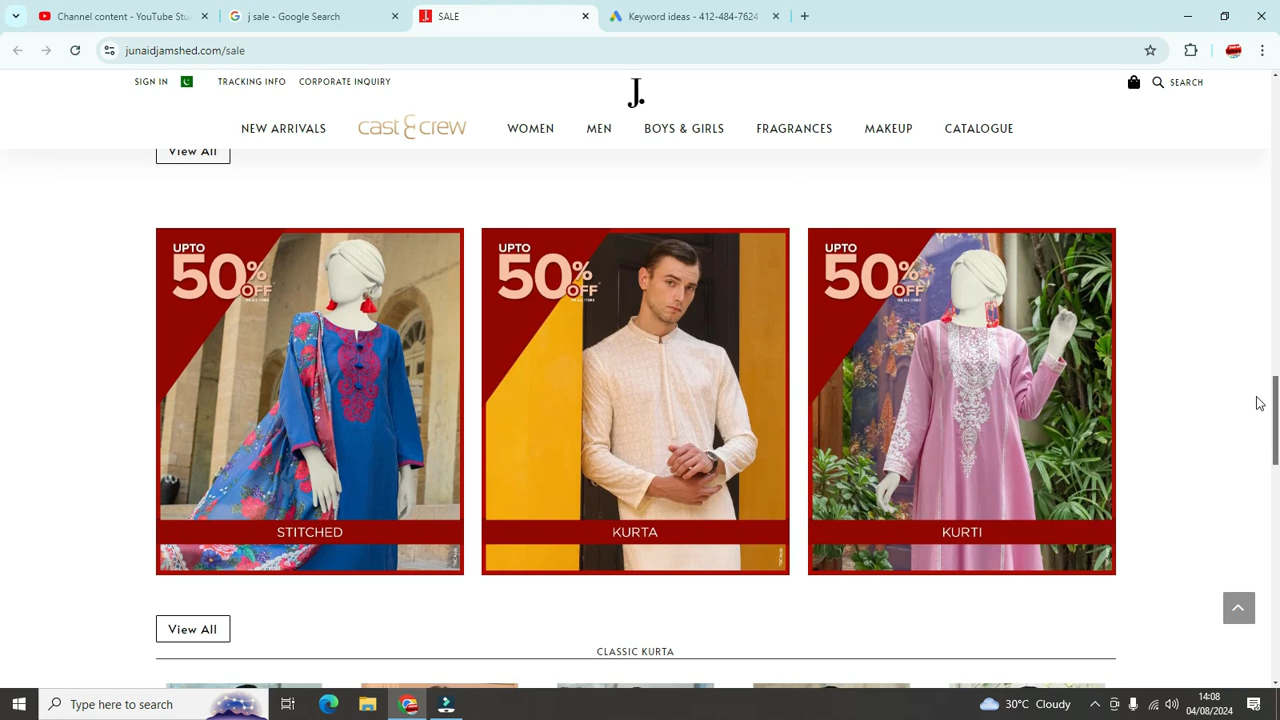 Channel content - YouTube Stu
j sale - Google Search
SALE
Keyword ideas - 412-484-7624
junaidjamshed.com/sale
SIGN IN
TRACKING INFO
CORPORATE INQUIRY
J.
SEARCH
NEW ARRIVALS
cast & crew
WOMEN
MEN
BOYS & GIRLS
FRAGRANCES
MAKEUP
CATALOGUE
View All
UPTO
50%
OFF
STITCHED
UPTO
50%
OFF
KURTA
UPTO
50%
OFF
KURTI
View All
CLASSIC KURTA
Type here to search
30°C Cloudy
14:08
04/08/2024